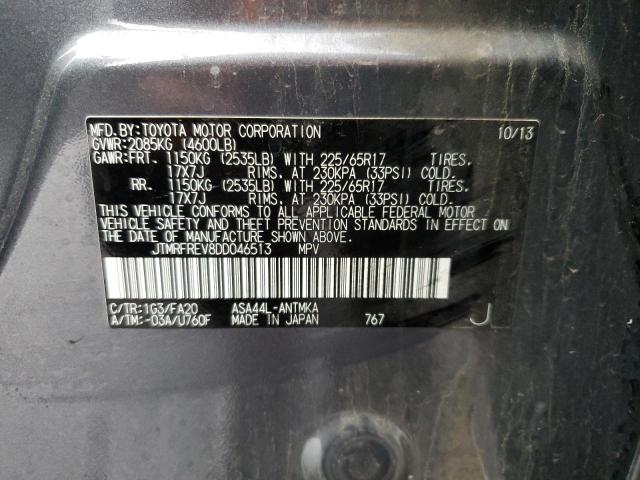 MFD.BY:TOYOTA MOTOR CORPORATION 10/13
GVWR:2085KG (4600LB)
GAWR:FRT. 1150KG (2535LB) WITH 225/65R17 TIRES.
17X7J RIMS. AT 230KPA (33PSI) COLD.
RR. 1150KG (2535LB) WITH 225/65R17 TIRES.
17X7J RIMS. AT 230KPA (33PSI) COLD.
THIS VEHICLE CONFORMS TO ALL APPLICABLE FEDERAL MOTOR
VEHICLE SAFETY AND THEFT PREVENTION STANDARDS IN EFFECT ON
THE DATE OF MANUFACTURE SHOWN ABOVE.
JTMRFREV8DD046513 MPV
C/TR:1G3/FA20 ASA44L-ANTMKA
A/TM:-03A/U760F MADE IN JAPAN 767 J